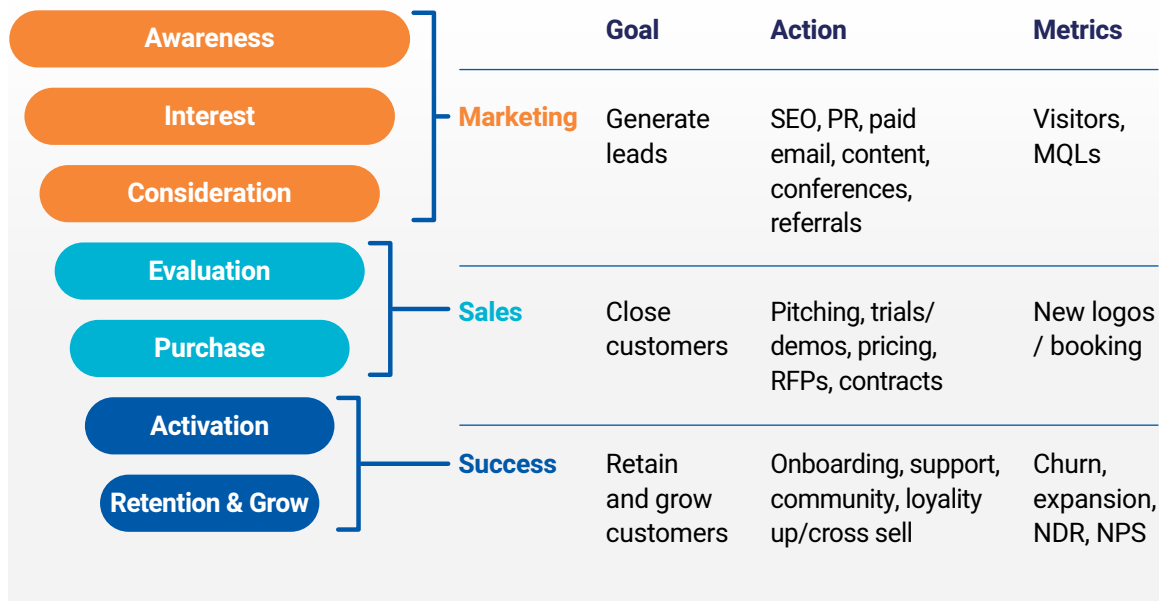 Awareness
Interest
Consideration
Evaluation
Purchase
Activation
Retention & Grow
Goal Action Metrics
Marketing
Generate
leads
SEO, PR, paid
email, content,
conferences,
referrals
Visitors,
MQLs
Sales
Close
customers
Pitching, trials/
demos, pricing,
RFPs, contracts
New logos
/ booking
Success
Retain
and grow
customers
Onboarding, support,
community, loyality
up/cross sell
Churn,
expansion,
NDR, NPS